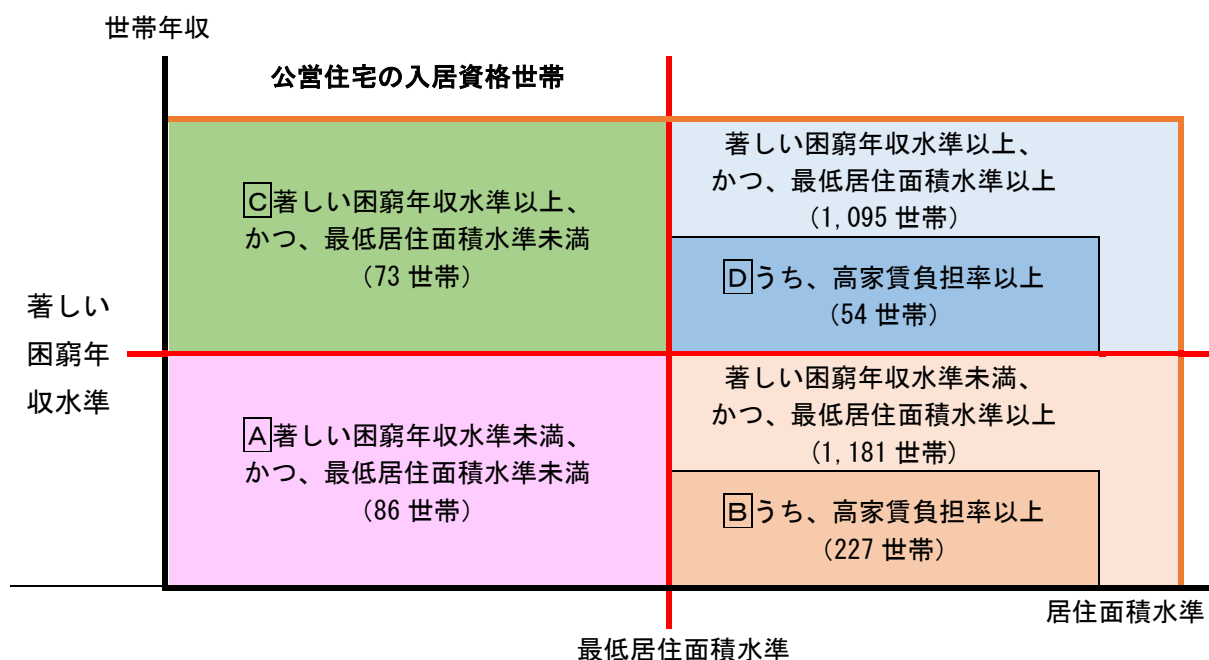 世帯年収
公営住宅の入居資格世帯
C著しい困窮年収水準以上、
かつ、最低居住面積水準未満
(73 世帯)
著しい困窮年収水準以上、
かつ、最低居住面積水準以上
(1,095 世帯)
Dうち、高家賃負担率以上
(54 世帯)
著しい
困窮年
収水準
A著しい困窮年収水準未満、
かつ、最低居住面積水準未満
(86 世帯)
著しい困窮年収水準未満、
かつ、最低居住面積水準以上
(1,181 世帯)
Bうち、高家賃負担率以上
(227 世帯)
居住面積水準
最低居住面積水準